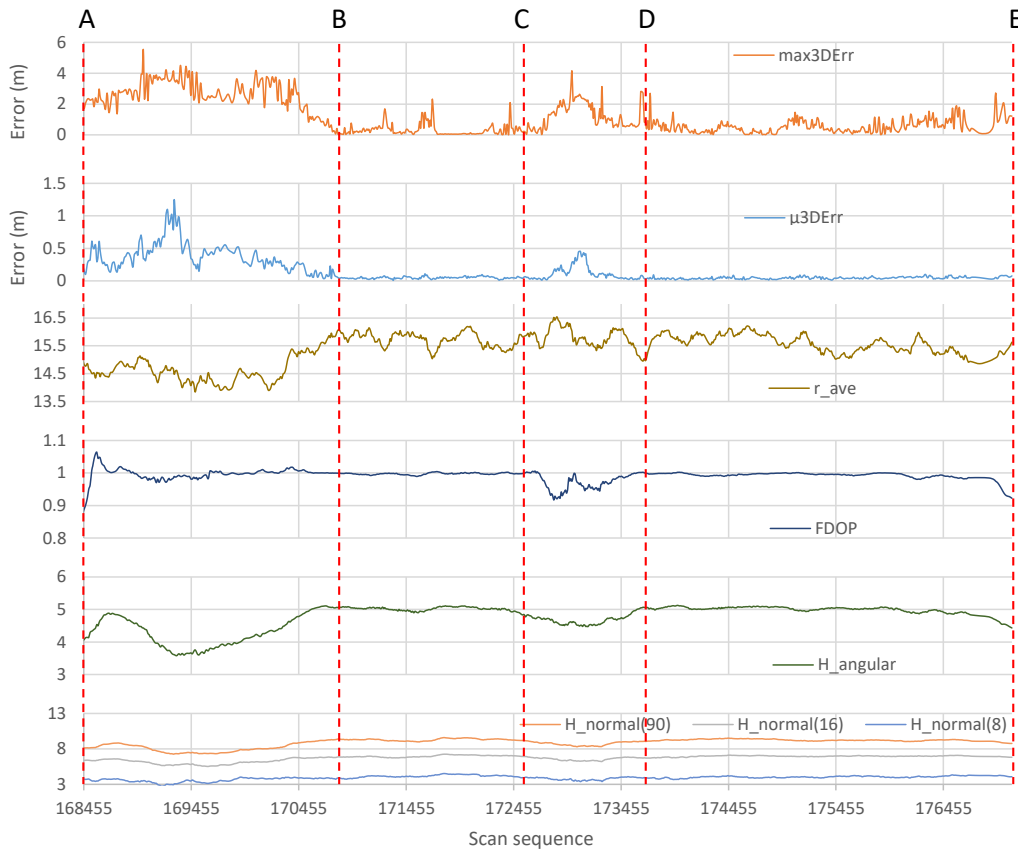 A B C D E
6
4
2
0
Error (m)
max3DErr
1.5
1
0.5
0
Error (m)
μ3DErr
16.5
15.5
14.5
13.5
r_ave
1.1
1
0.9
0.8
FDOP
6
5
4
3
H_angular
13
8
3
H_normal(90) H_normal(16) H_normal(8)
168455 169455 170455 171455 172455 173455 174455 175455 176455
Scan sequence